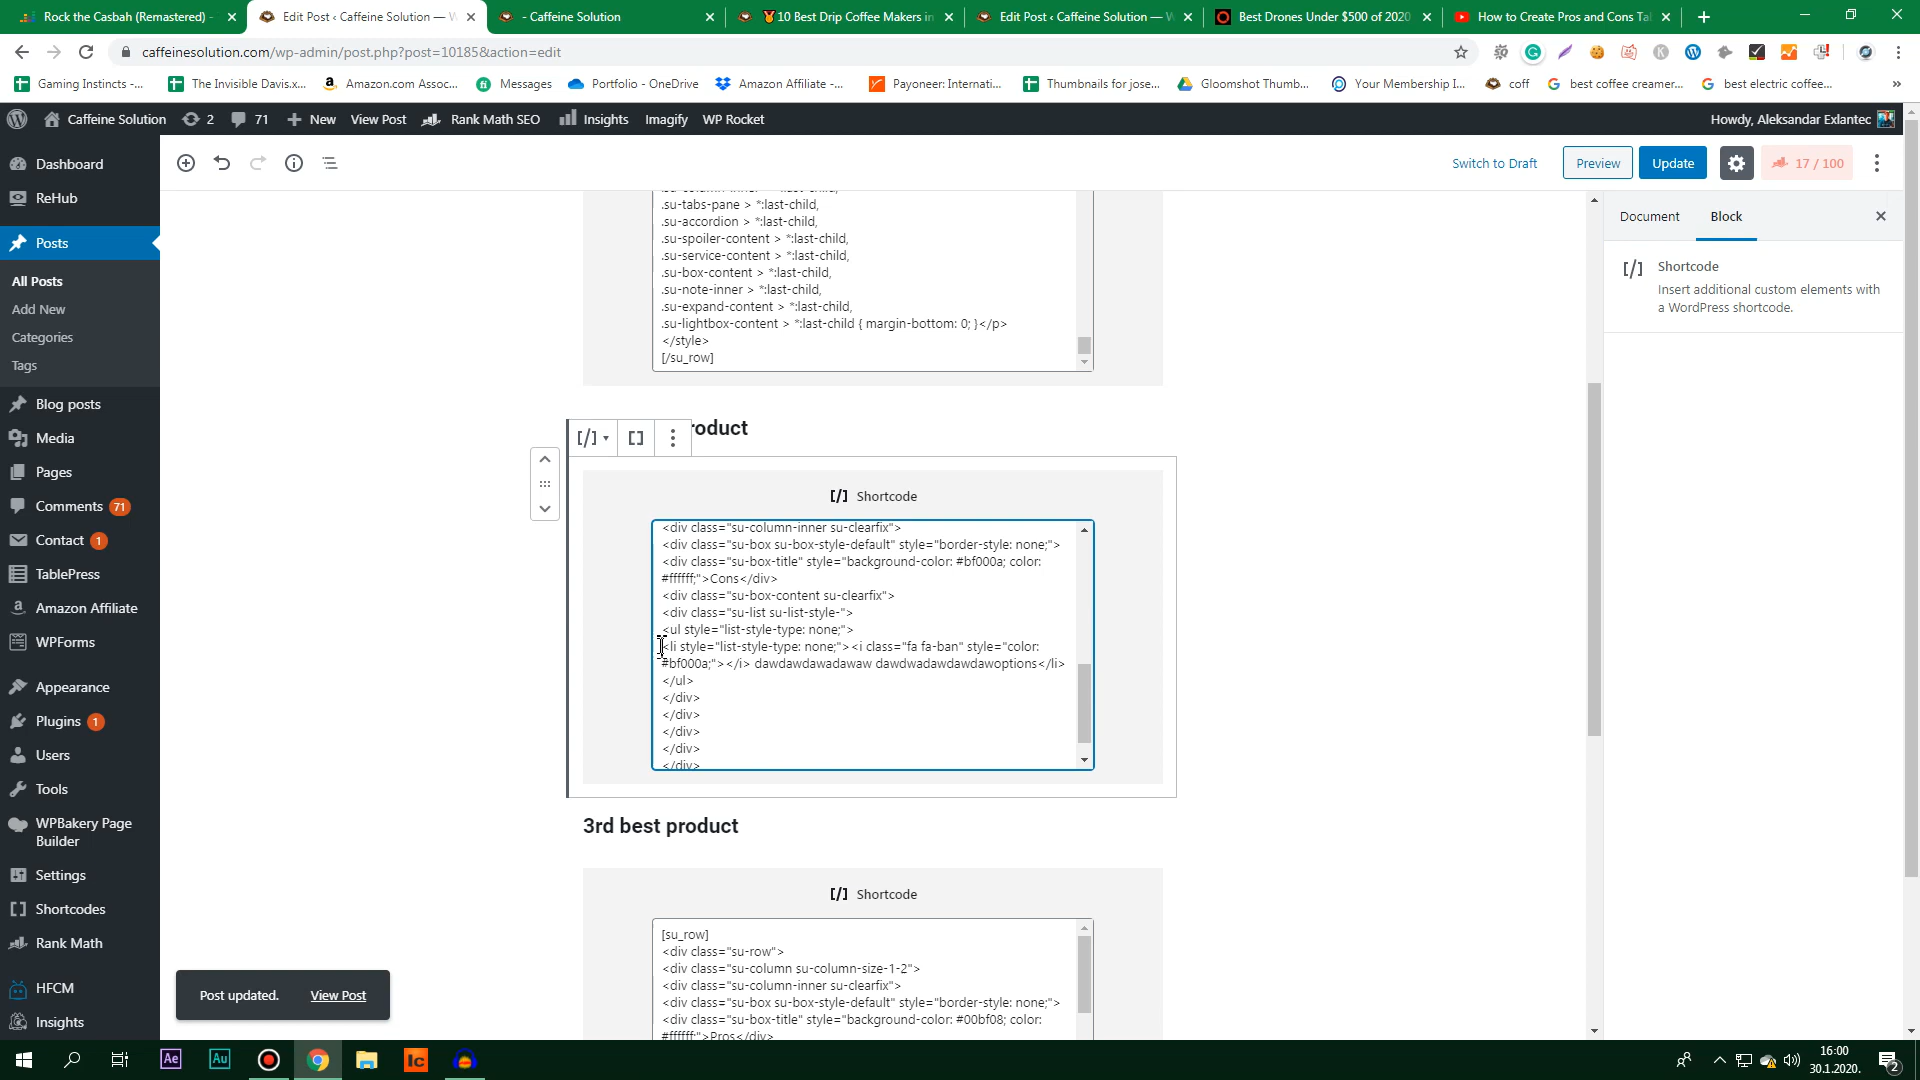 Rock the Casbah (Remastered) -
Edit Post ‹ Caffeine Solution — W
- Caffeine Solution
10 Best Drip Coffee Makers in
Edit Post ‹ Caffeine Solution — W
Best Drones Under $500 of 2020
How to Create Pros and Cons Ta
caffeinesolution.com/wp-admin/post.php?post=10185&action=edit
Gaming Instincts -...
The Invisible Davis.x...
Amazon.com Assoc...
Messages
Portfolio - OneDrive
Amazon Affiliate -...
Payoneer: Internati...
Thumbnails for jose...
Gloomshot Thumb...
Your Membership I...
coff
best coffee creamer...
best electric coffee...
Caffeine Solution
2
71
New
View Post
Rank Math SEO
Insights
Imagify
WP Rocket
Howdy, Aleksandar Exlantec
Dashboard
ReHub
Posts
All Posts
Add New
Categories
Tags
Blog posts
Media
Pages
Comments 71
Contact 1
TablePress
Amazon Affiliate
WPForms
Appearance
Plugins 1
Users
Tools
WPBakery Page
Builder
Settings
Shortcodes
Rank Math
HFCM
Insights
Switch to Draft
Preview
Update
17 / 100
.su-column-inner > *:last-child,
.su-tabs-pane > *:last-child,
.su-accordion > *:last-child,
.su-spoiler-content > *:last-child,
.su-service-content > *:last-child,
.su-box-content > *:last-child,
.su-note-inner > *:last-child,
.su-expand-content > *:last-child,
.su-lightbox-content > *:last-child { margin-bottom: 0; }</p>
</style>
[/su_row]
[/]
roduct
[/] Shortcode
<div class="su-column-inner su-clearfix">
<div class="su-box su-box-style-default" style="border-style: none;">
<div class="su-box-title" style="background-color: #bf000a; color:
#ffffff;">Cons</div>
<div class="su-box-content su-clearfix">
<div class="su-list su-list-style-">
<ul style="list-style-type: none;">
<li style="list-style-type: none;"><i class="fa fa-ban" style="color:
#bf000a;"></i> dawdawdawadawaw dawdwadawdawdawoptions</li>
</ul>
</div>
</div>
</div>
</div>
</div>
3rd best product
[/] Shortcode
[su_row]
<div class="su-row">
<div class="su-column su-column-size-1-2">
<div class="su-column-inner su-clearfix">
<div class="su-box su-box-style-default" style="border-style: none;">
<div class="su-box-title" style="background-color: #00bf08; color:
#ffffff;">Pros</div>
Document
Block
[/] Shortcode
Insert additional custom elements with
a WordPress shortcode.
Post updated.
View Post
Ae
Au
Ic
16:00
30.1.2020.
2